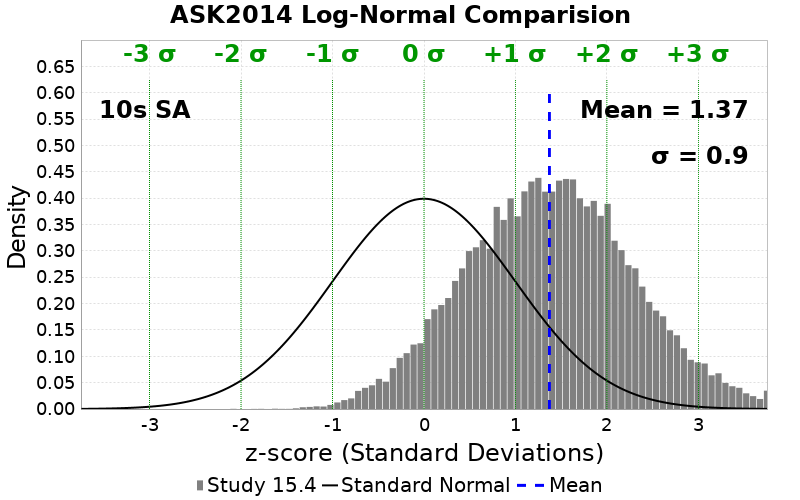 ASK2014 Log-Normal Comparision
-3 σ -2 σ -1 σ 0 σ +1 σ +2 σ +3 σ
10s SA
Mean = 1.37
σ = 0.9
Density
0.65
0.60
0.55
0.50
0.45
0.40
0.35
0.30
0.25
0.20
0.15
0.10
0.05
0.00
-3 -2 -1 0 1 2 3
z-score (Standard Deviations)
Study 15.4 Standard Normal Mean